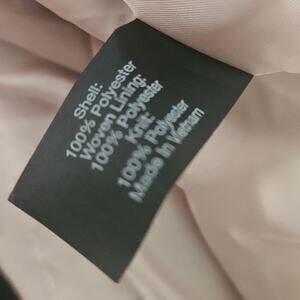 Shell:
100% Polyester
Woven Lining:
100% Polyester
Knit:
100% Polyester
Made in Vietnam